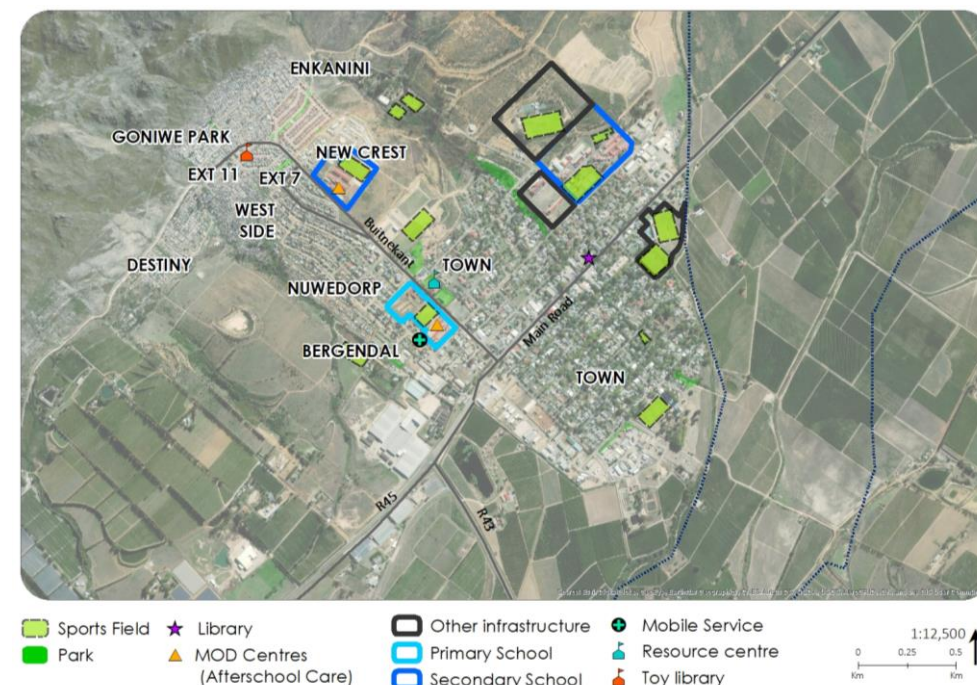 ENKANINI
GONIWE PARK
NEW CREST
EXT 11
EXT 7
WEST
SIDE
Buitnekant
DESTINY
TOWN
NUWEDORP
Main Road
BERGENDAL
TOWN
R45
R43
Sports Field
Library
Other infrastructure
Mobile Service
1:12,500
Park
MOD Centres
(Afterschool Care)
Primary School
Resource centre
0 0.25 0.5
Km Km
Secondary School
Toy library